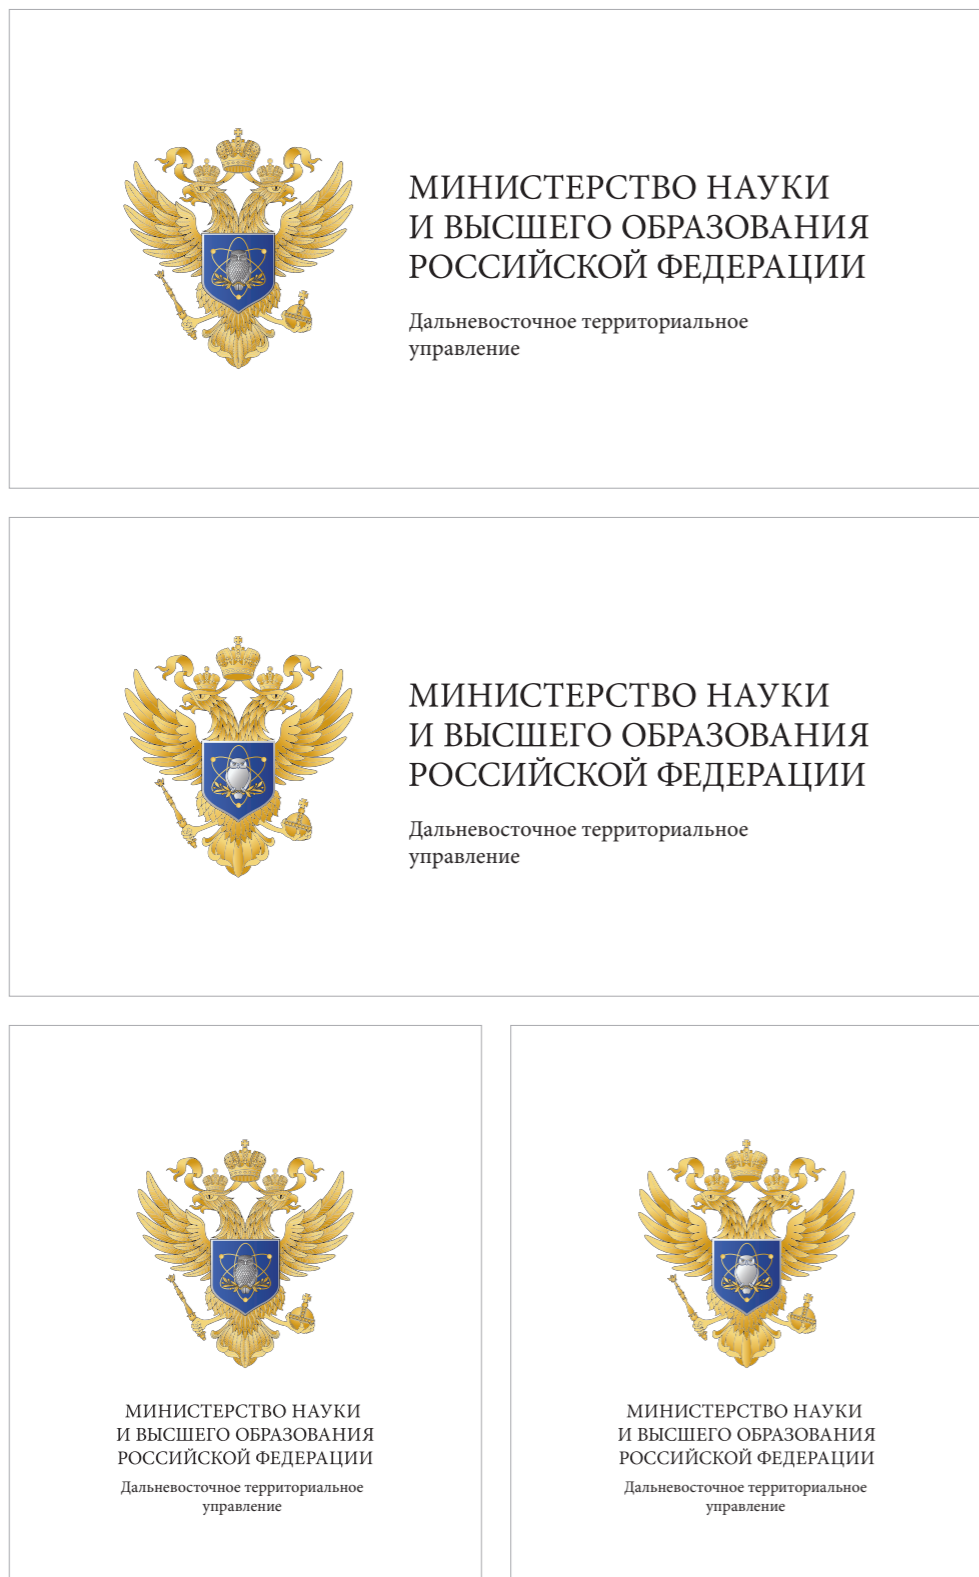 МИНИСТЕРСТВО НАУКИ
И ВЫСШЕГО ОБРАЗОВАНИЯ
РОССИЙСКОЙ ФЕДЕРАЦИИ
Дальневосточное территориальное
управление
МИНИСТЕРСТВО НАУКИ
И ВЫСШЕГО ОБРАЗОВАНИЯ
РОССИЙСКОЙ ФЕДЕРАЦИИ
Дальневосточное территориальное
управление
МИНИСТЕРСТВО НАУКИ
И ВЫСШЕГО ОБРАЗОВАНИЯ
РОССИЙСКОЙ ФЕДЕРАЦИИ
Дальневосточное территориальное
управление
МИНИСТЕРСТВО НАУКИ
И ВЫСШЕГО ОБРАЗОВАНИЯ
РОССИЙСКОЙ ФЕДЕРАЦИИ
Дальневосточное территориальное
управление